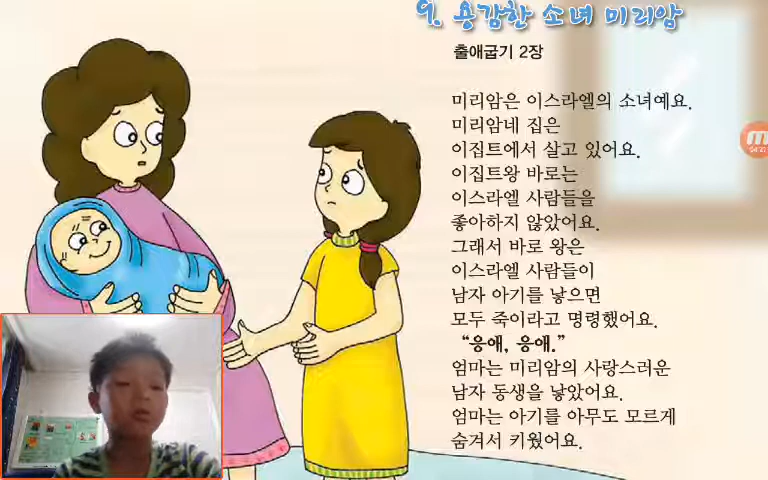 9. 용감한 소녀 미리암
출애굽기 2장
미리암은 이스라엘의 소녀예요.
미리암네 집은
이집트에서 살고 있어요.
이집트왕 바로는
이스라엘 사람들을
좋아하지 않았어요.
그래서 바로 왕은
이스라엘 사람들이
남자 아기를 낳으면
모두 죽이라고 명령했어요.
“응애, 응애.”
엄마는 미리암의 사랑스러운
남자 동생을 낳았어요.
엄마는 아기를 아무도 모르게
숨겨서 키웠어요.